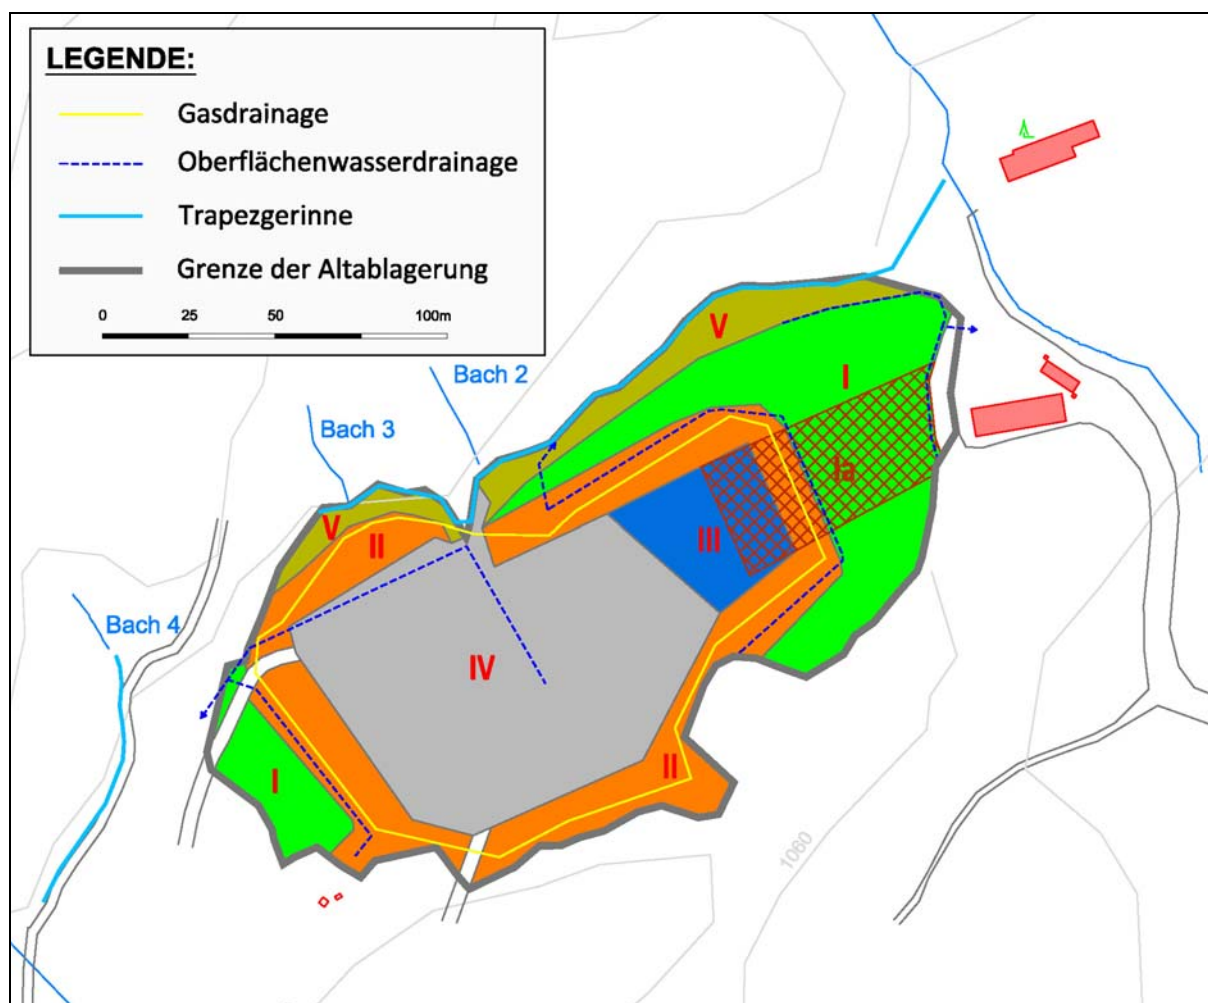 LEGENDE:
Gasdrainage
Oberflächenwasserdrainage
Trapezgerinne
Grenze der Altablagerung
0 25 50 100m
Bach 2
Bach 3
Bach 4
V
I
Ia
III
V
II
IV
II
I
1060